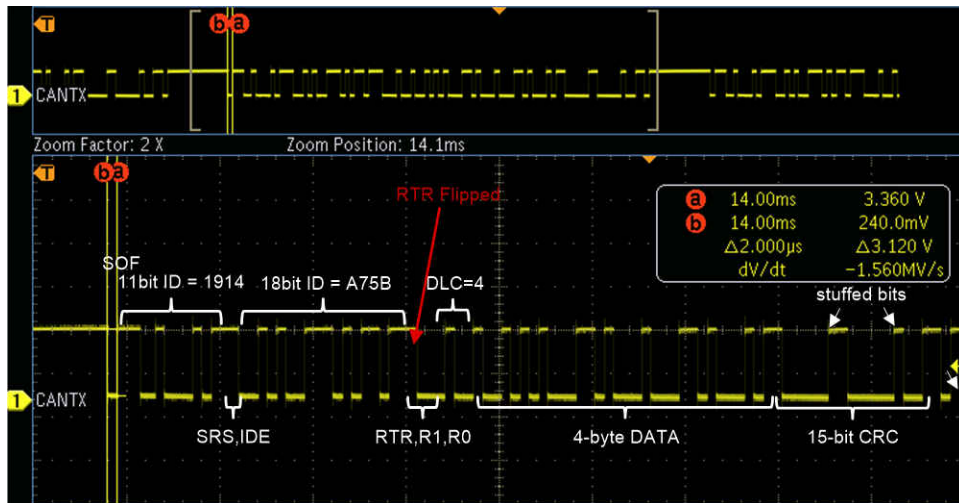 T
b a
1 CANTX
Zoom Factor: 2 X Zoom Position: 14.1ms
T
b a
RTR Flipped
a 14.00ms 3.360 V
b 14.00ms 240.0mV
Δ2.000µs Δ3.120 V
dV/dt -1.560MV/s
SOF
11bit ID = 1914 18bit ID = A75B DLC=4 stuffed bits
1 CANTX
SRS,IDE RTR,R1,R0 4-byte DATA 15-bit CRC